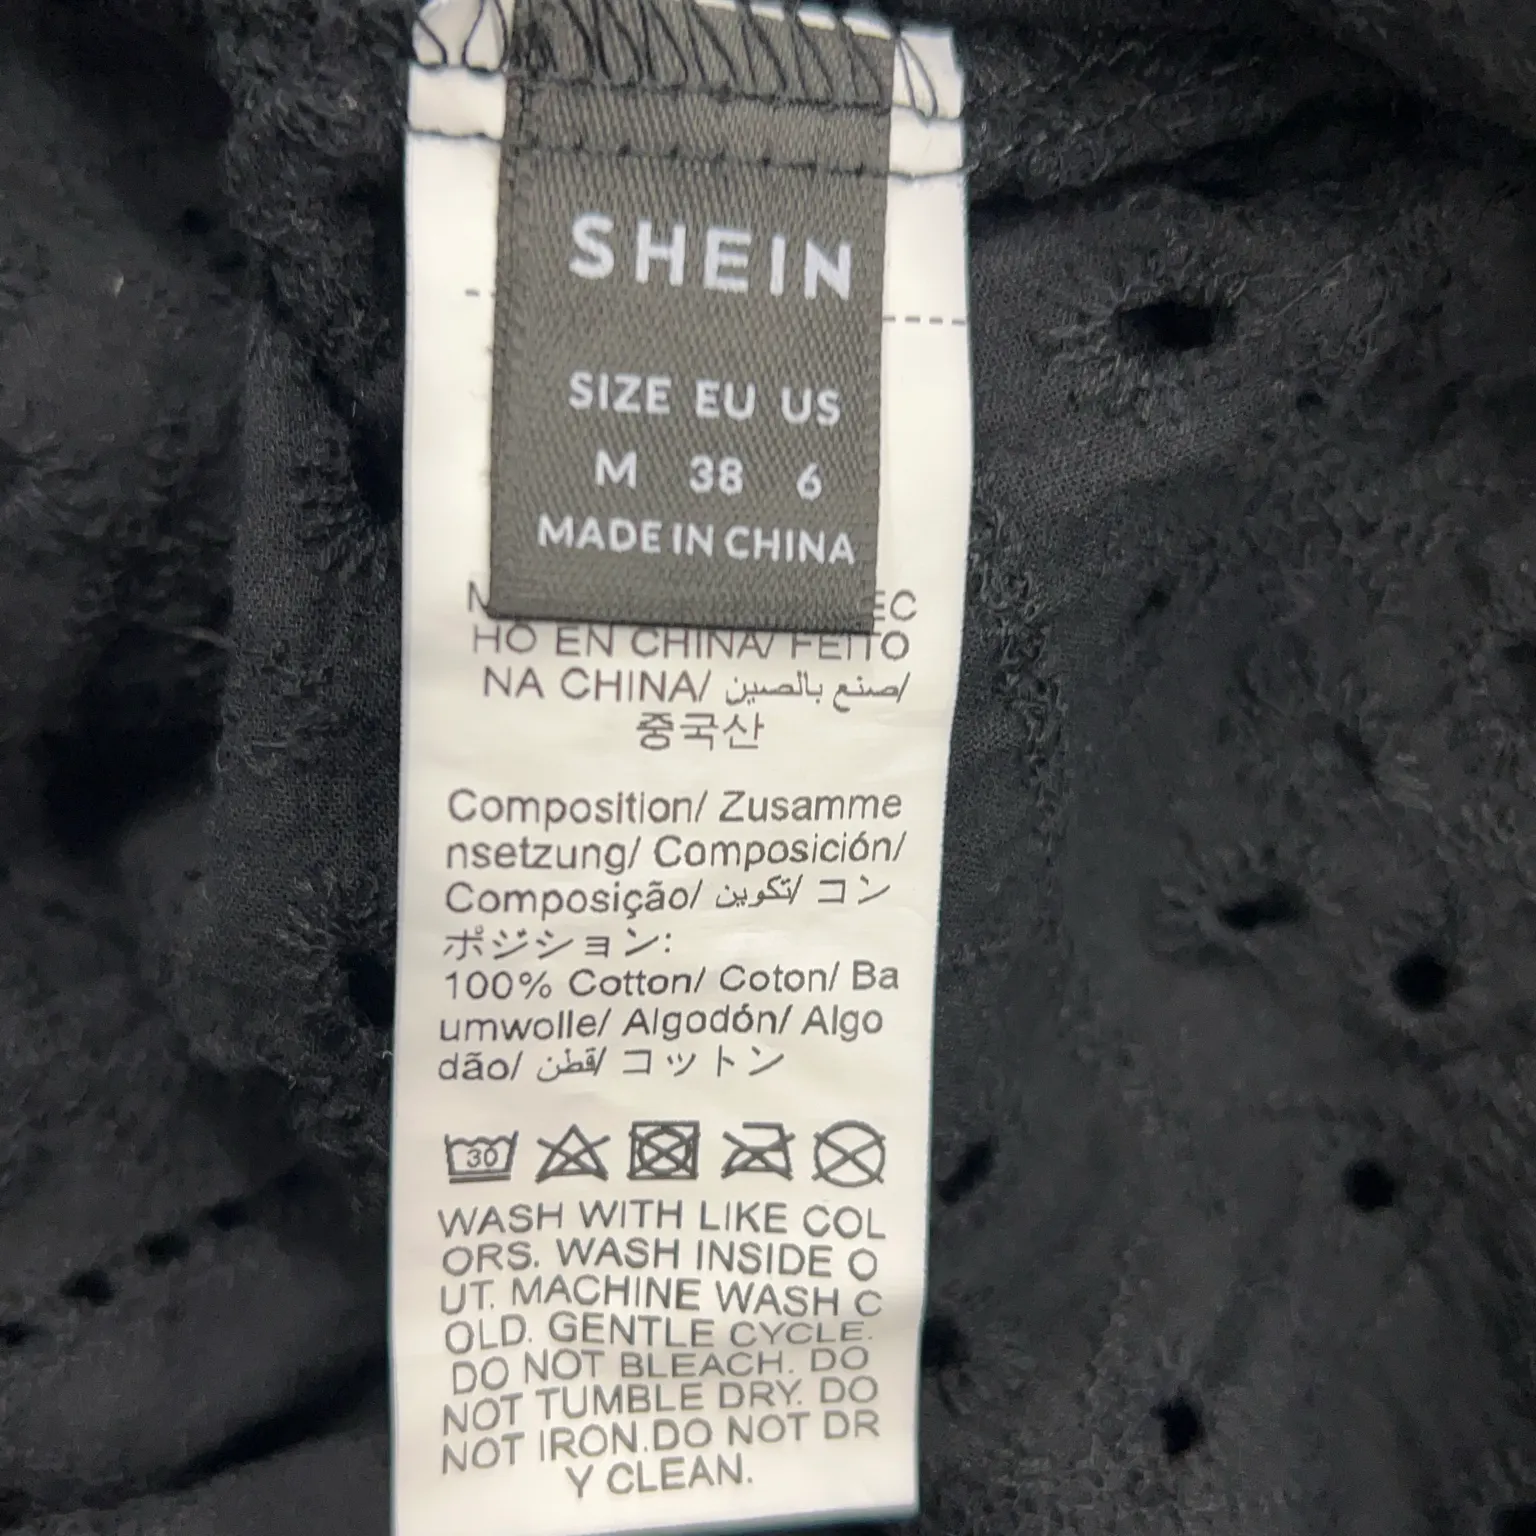 SHEIN
SIZE EU US
M 38 6
MADE IN CHINA
HO EN CHINA/ FEITO
NA CHINA/ صنع بالصين/
중국산
Composition/ Zusamme
nsetzung/ Composición/
Composição/ تكوين/ コン
ポジション:
100% Cotton/ Coton/ Ba
umwolle/ Algodón/ Algo
dão/ قطن/ コットン
30
WASH WITH LIKE COL
ORS. WASH INSIDE O
UT. MACHINE WASH C
OLD. GENTLE CYCLE.
DO NOT BLEACH. DO
NOT TUMBLE DRY. DO
NOT IRON.DO NOT DR
Y CLEAN.